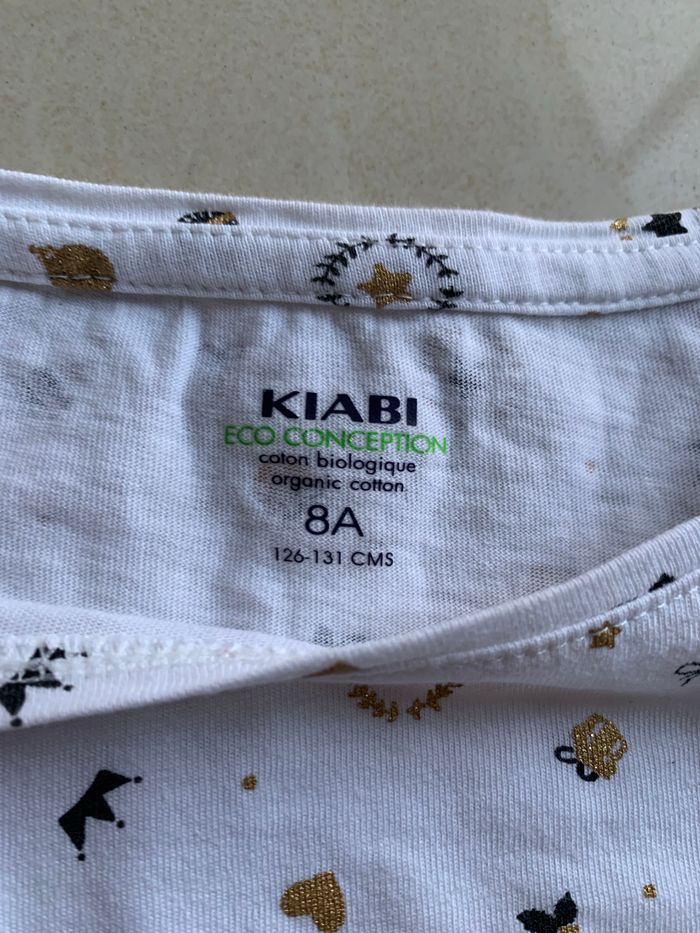 KIABI
ECO CONCEPTION
coton biologique
organic cotton
8A
126-131 CMS